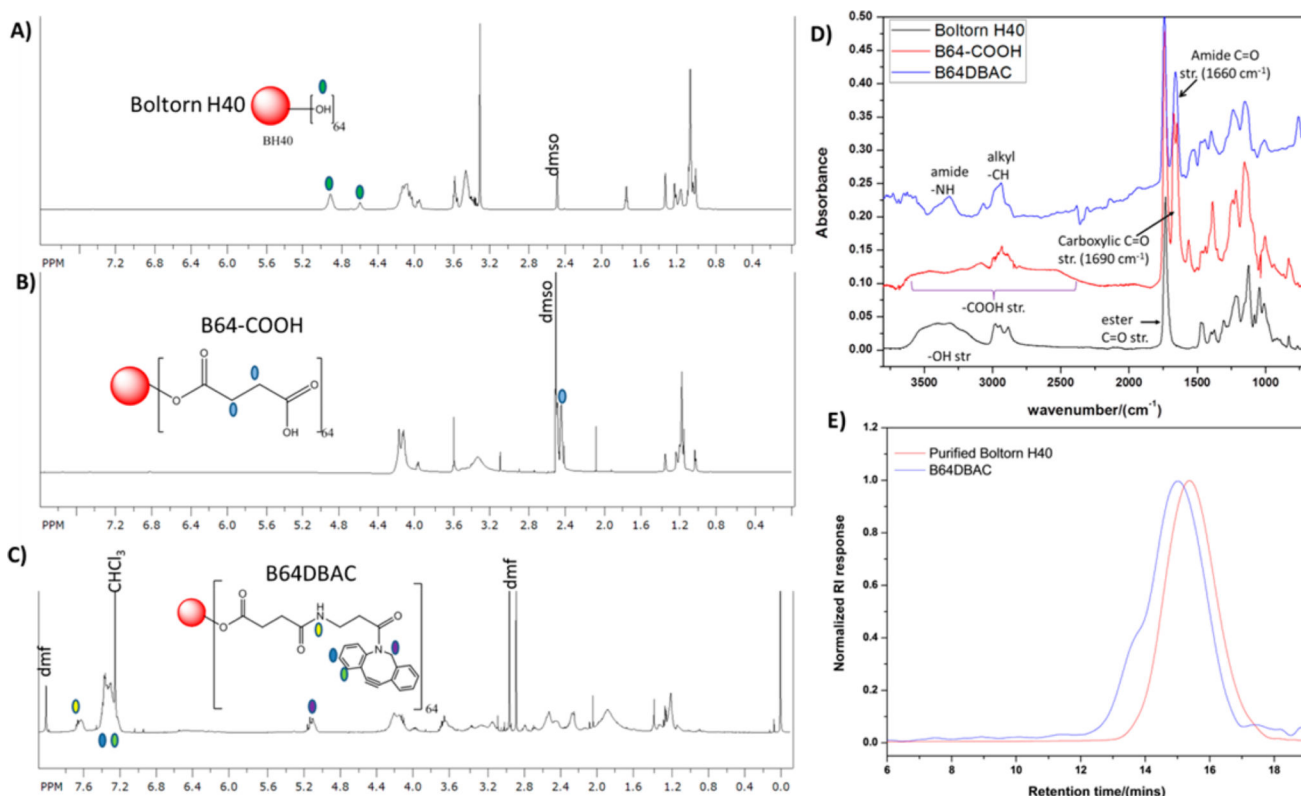 A)
Boltorn H40
OH
64
BH40
dmso
PPM 7.2 6.8 6.4 6.0 5.6 5.2 4.8 4.4 4.0 3.6 3.2 2.8 2.4 2.0 1.6 1.2 0.8 0.4
B)
B64-COOH
dmso
O
O
O
OH
64
PPM 7.2 6.8 6.4 6.0 5.6 5.2 4.8 4.4 4.0 3.6 3.2 2.8 2.4 2.0 1.6 1.2 0.8 0.4
C)
dmf
CHCl3
B64DBAC
dmf
O
H
N
O
O
O
N
64
PPM 7.6 7.2 6.8 6.4 6.0 5.6 5.2 4.8 4.4 4.0 3.6 3.2 2.8 2.4 2.0 1.6 1.2 0.8 0.4 0.0
D)
Boltorn H40
B64-COOH
B64DBAC
Amide C=O
str. (1660 cm-1)
amide
-NH
alkyl
-CH
Carboxylic C=O
str. (1690 cm-1)
-COOH str.
ester
C=O str.
-OH str
Absorbance
0.50
0.45
0.40
0.35
0.30
0.25
0.20
0.15
0.10
0.05
0.00
3500 3000 2500 2000 1500 1000
wavenumber/(cm-1)
E)
Purified Boltorn H40
B64DBAC
Normalized RI response
1.2
1.0
0.8
0.6
0.4
0.2
0.0
6 8 10 12 14 16 18
Retention time/(mins)